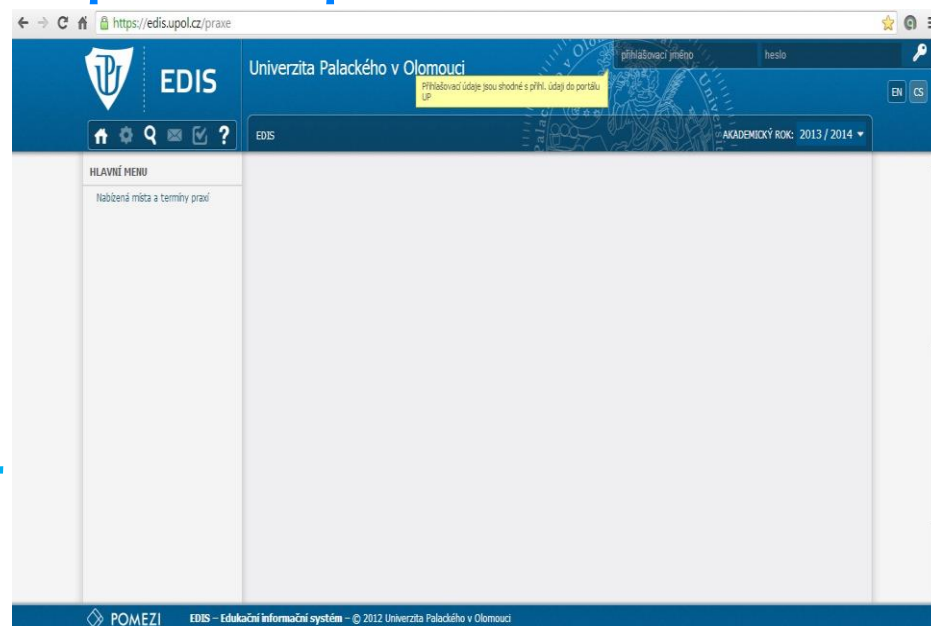 https://edis.upol.cz/praxe
EDIS
Univerzita Palackého v Olomouci
přihlašovací jméno
heslo
Přihlašovací údaje jsou shodné s přihl. údaji do portálu
UP
EN CS
?
EDIS
AKADEMICKÝ ROK: 2013 / 2014
HLAVNÍ MENU
Nabízená místa a termíny praxí
POMEZI EDIS – Edukační informační systém – © 2012 Univerzita Palackého v Olomouci